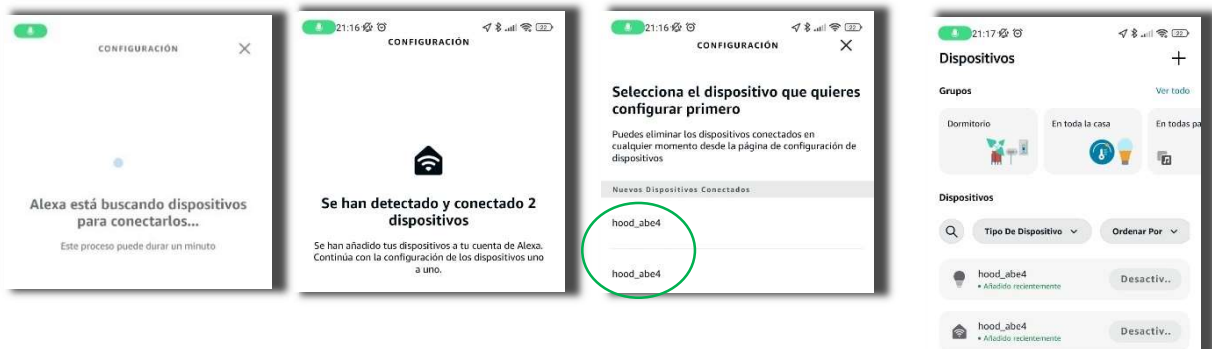 CONFIGURACIÓN
Alexa está buscando dispositivos
para conectarlos...
Este proceso puede durar un minuto
21:16
22
CONFIGURACIÓN
Se han detectado y conectado 2
dispositivos
Se han añadido tus dispositivos a tu cuenta de Alexa.
Continúa con la configuración de los dispositivos uno
a uno.
21:16
22
CONFIGURACIÓN
Selecciona el dispositivo que quieres
configurar primero
Puedes eliminar los dispositivos conectados en
cualquier momento desde la página de configuración de
dispositivos
Nuevos Dispositivos Conectados
hood_abe4
hood_abe4
21:17
22
Dispositivos
Grupos
Ver todo
Dormitorio
En toda la casa
En todas pa
Dispositivos
Tipo De Dispositivo
Ordenar Por
hood_abe4
• Añadido recientemente
Desactiv..
hood_abe4
• Añadido recientemente
Desactiv..